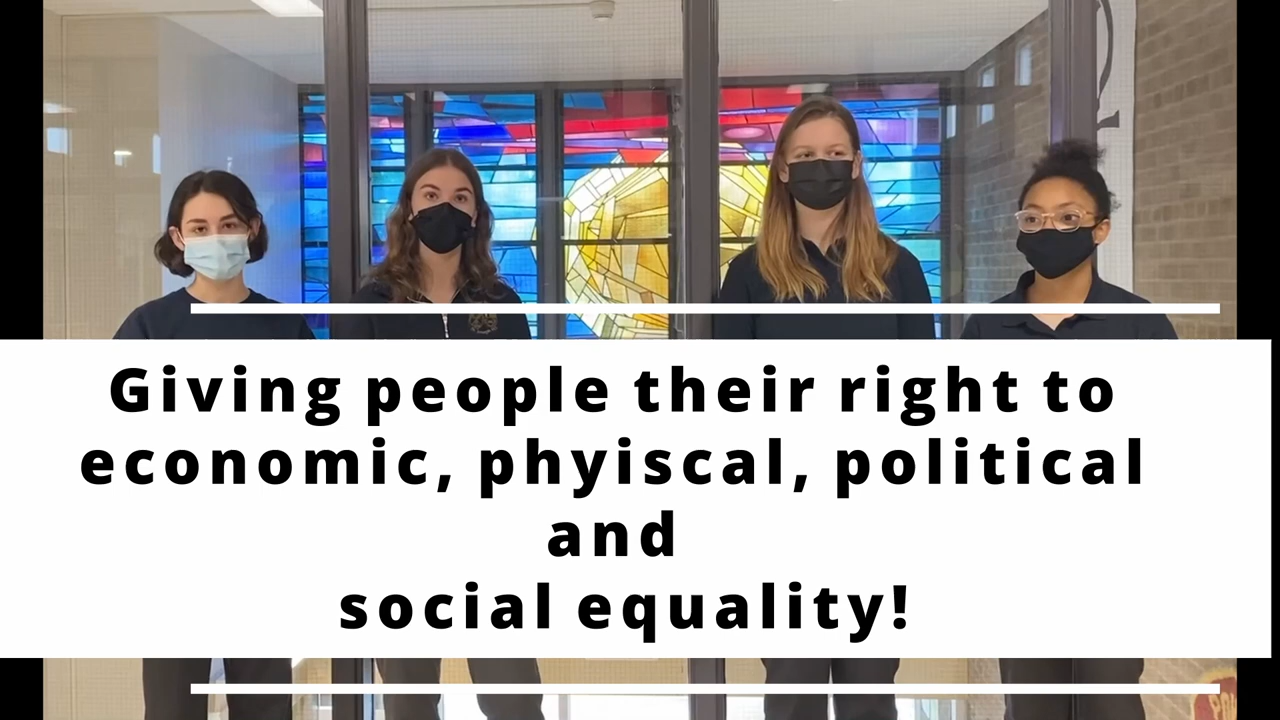 Giving people their right to
economic, phyiscal, political
and
social equality!